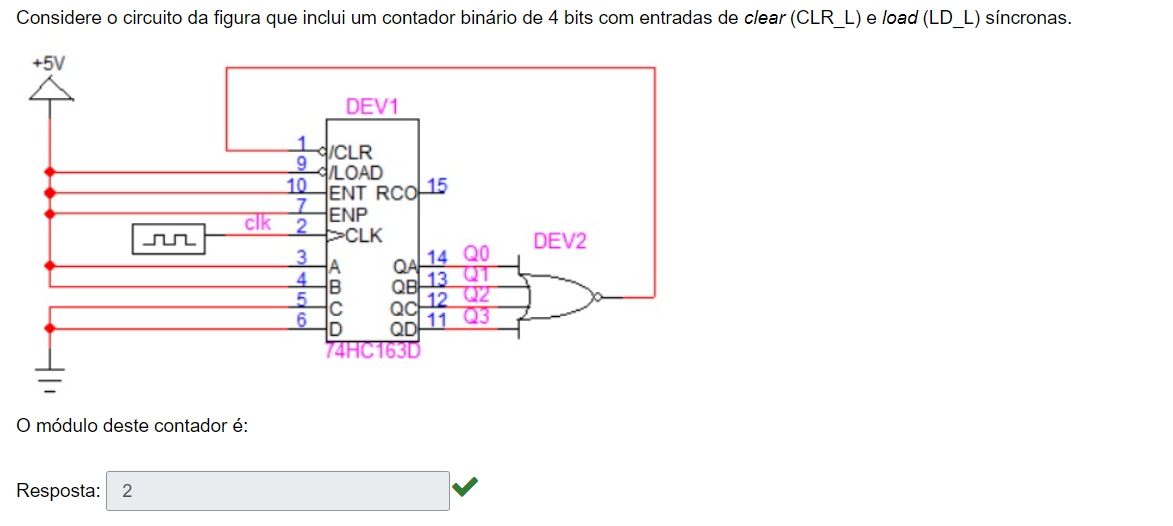 Considere o circuito da figura que inclui um contador binário de 4 bits com entradas de clear (CLR_L) e load (LD_L) síncronas.
+5V
DEV1
1 /CLR
9 /LOAD
10 ENT RCO 15
7 ENP
clk 2 CLK
DEV2
3 A QA 14 Q0
4 B QB 13 Q1
5 C QC 12 Q2
6 D QD 11 Q3
74HC163D
O módulo deste contador é:
Resposta: 2